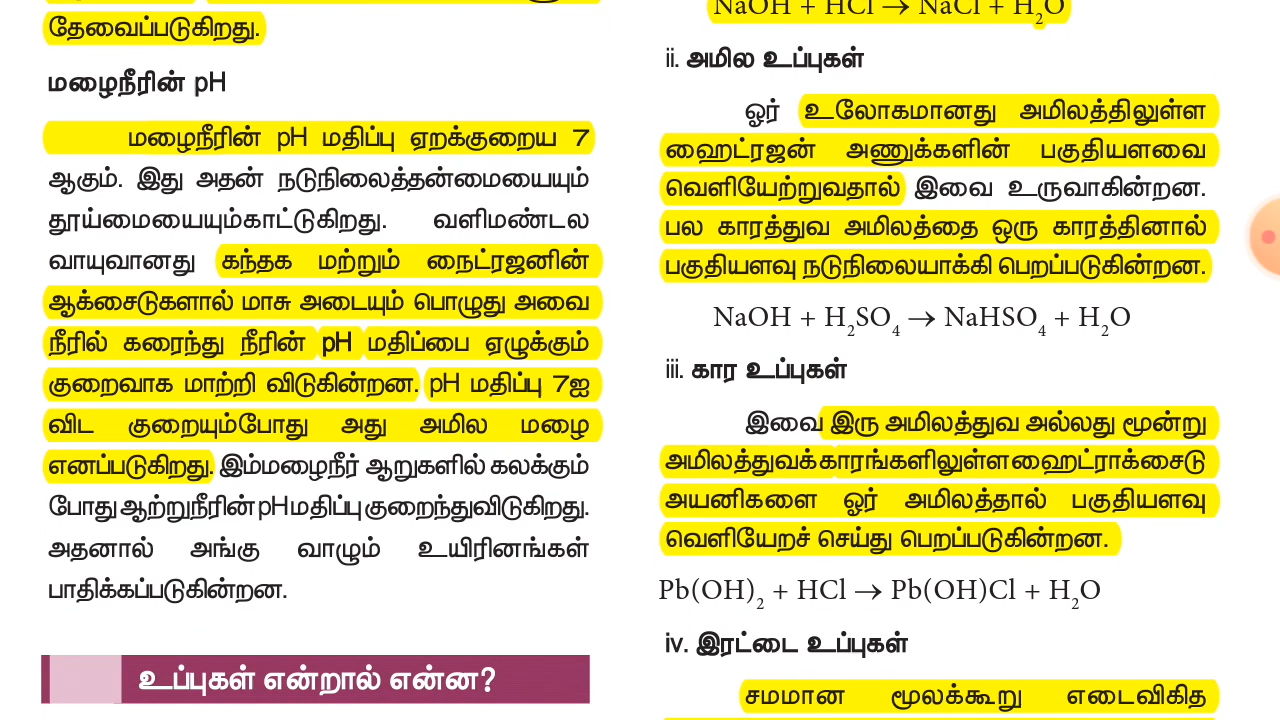 தேவைப்படுகிறது.
மழைநீரின் pH
மழைநீரின் pH மதிப்பு ஏறக்குறைய 7
ஆகும். இது அதன் நடுநிலைத்தன்மையையும்
தூய்மையையும்காட்டுகிறது. வளிமண்டல
வாயுவானது கந்தக மற்றும் நைட்ரஜனின்
ஆக்சைடுகளால் மாசு அடையும் பொழுது அவை
நீரில் கரைந்து நீரின் pH மதிப்பை ஏழுக்கும்
குறைவாக மாற்றி விடுகின்றன. pH மதிப்பு 7ஐ
விட குறையும்போது அது அமில மழை
எனப்படுகிறது. இம்மழைநீர் ஆறுகளில் கலக்கும்
போது ஆற்றுநீரின் pH மதிப்பு குறைந்துவிடுகிறது.
அதனால் அங்கு வாழும் உயிரினங்கள்
பாதிக்கப்படுகின்றன.
உப்புகள் என்றால் என்ன?
NaOH + HCl → NaCl + H₂O
ii. அமில உப்புகள்
ஓர் உலோகமானது அமிலத்திலுள்ள
ஹைட்ரஜன் அணுக்களின் பகுதியளவை
வெளியேற்றுவதால் இவை உருவாகின்றன.
பல காரத்துவ அமிலத்தை ஒரு காரத்தினால்
பகுதியளவு நடுநிலையாக்கி பெறப்படுகின்றன.
NaOH + H₂SO₄ → NaHSO₄ + H₂O
iii. கார உப்புகள்
இவை இரு அமிலத்துவ அல்லது மூன்று
அமிலத்துவக்காரங்களிலுள்ளஹைட்ராக்சைடு
அயனிகளை ஓர் அமிலத்தால் பகுதியளவு
வெளியேறச் செய்து பெறப்படுகின்றன.
Pb(OH)₂ + HCl → Pb(OH)Cl + H₂O
iv. இரட்டை உப்புகள்
சமமான மூலக்கூறு எடைவிகித